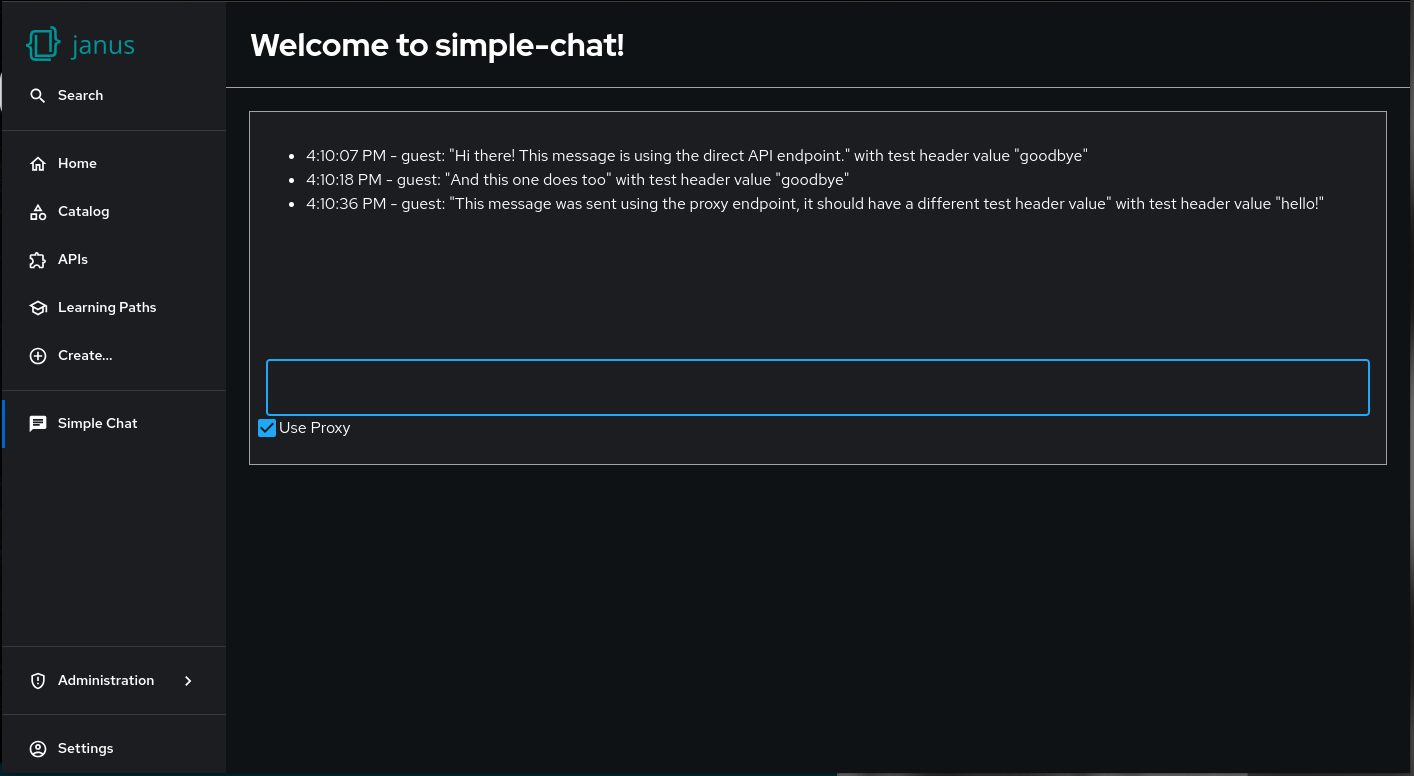 janus
Search
Home
Catalog
APIs
Learning Paths
Create...
Simple Chat
Administration
Settings
Welcome to simple-chat!
4:10:07 PM - guest: "Hi there! This message is using the direct API endpoint." with test header value "goodbye"
4:10:18 PM - guest: "And this one does too" with test header value "goodbye"
4:10:36 PM - guest: "This message was sent using the proxy endpoint, it should have a different test header value" with test header value "hello!"
Use Proxy